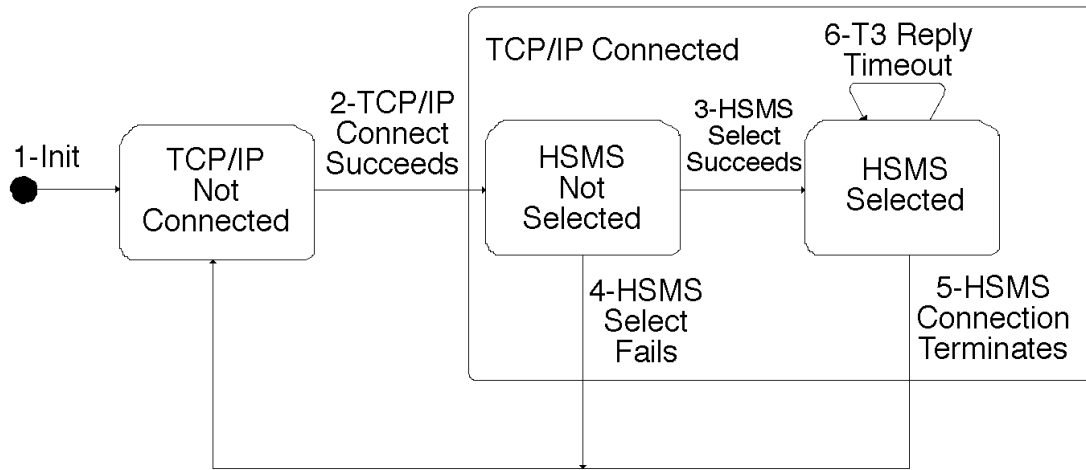 1-Init
TCP/IP
Not
Connected
2-TCP/IP
Connect
Succeeds
TCP/IP Connected
HSMS
Not
Selected
3-HSMS
Select
Succeeds
6-T3 Reply
Timeout
HSMS
Selected
4-HSMS
Select
Fails
5-HSMS
Connection
Terminates